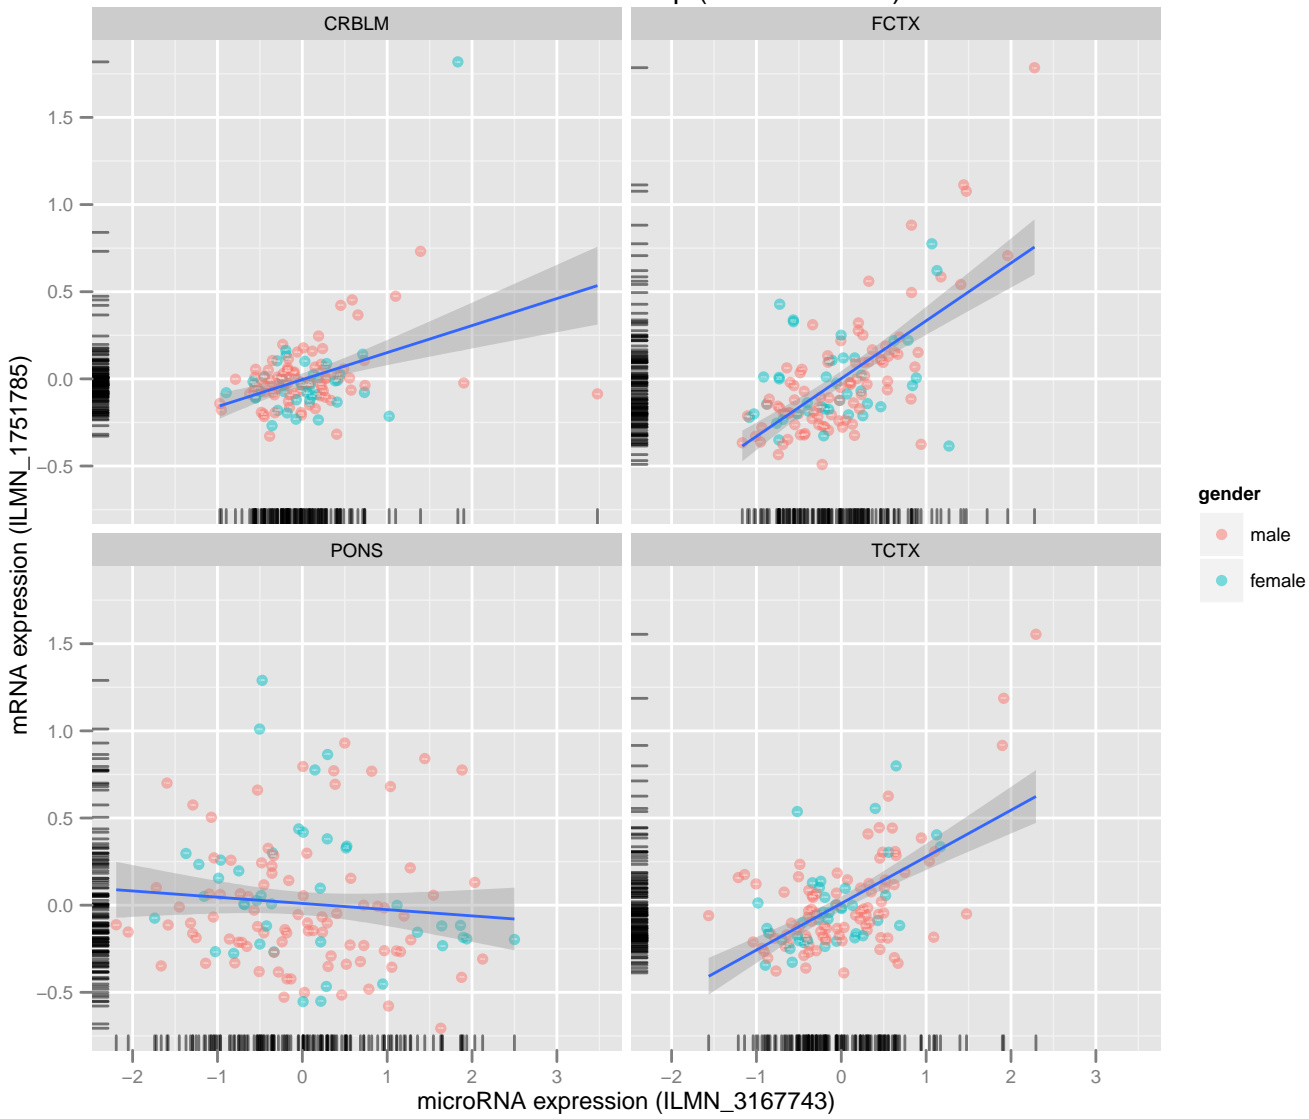 CRBLM
FCTX
1.5
1.0
0.5
0.0
−0.5
PONS
TCTX
1.5
1.0
0.5
0.0
−0.5
−2 −1 0 1 2 3
−2 −1 0 1 2 3
mRNA expression (ILMN_1751785)
microRNA expression (ILMN_3167743)
gender
male
female